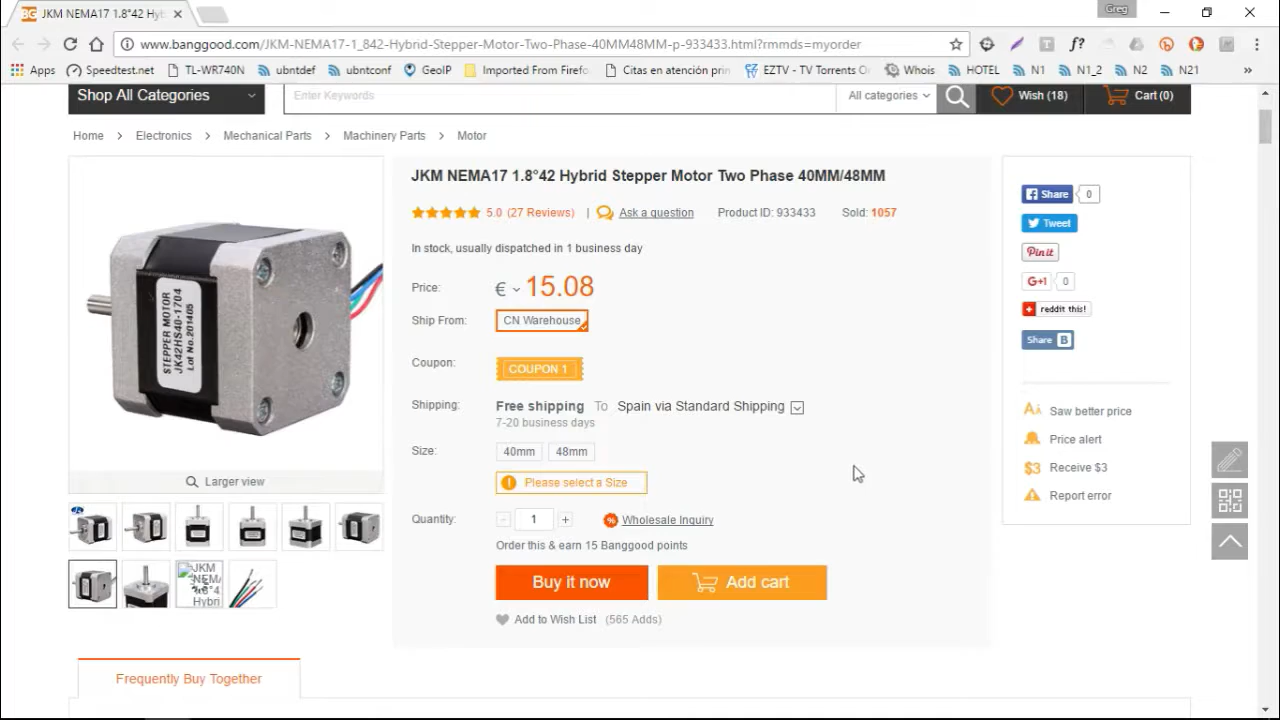 JKM NEMA17 1.8°42 Hyb
Greg
www.banggood.com/JKM-NEMA17-1_842-Hybrid-Stepper-Motor-Two-Phase-40MM48MM-p-933433.html?rmmds=myorder
Apps Speedtest.net TL-WR740N ubntdef ubntconf GeoIP Imported From Firefo Citas en atención prin EZTV - TV Torrents O Whois HOTEL N1 N1_2 N2 N21 »
Shop All Categories Enter Keywords All categories Wish (18) Cart (0)
Home > Electronics > Mechanical Parts > Machinery Parts > Motor
JKM NEMA17 1.8°42 Hybrid Stepper Motor Two Phase 40MM/48MM
5.0 (27 Reviews) | Ask a question Product ID: 933433 Sold: 1057
In stock, usually dispatched in 1 business day
Price: € 15.08
Ship From: CN Warehouse
Coupon: COUPON 1
Shipping: Free shipping To Spain via Standard Shipping
7-20 business days
Size: 40mm 48mm
! Please select a Size
Quantity: - 1 + Wholesale Inquiry
Order this & earn 15 Banggood points
Buy it now Add cart
Add to Wish List (565 Adds)
STEPPER MOTOR
JK42HS40-1704
Lot No.201405
Larger view
JKM
NEMA
Hybri
Share 0
Tweet
Pin it
G+1 0
reddit this!
Share B
Saw better price
Price alert
$3 Receive $3
Report error
Frequently Buy Together